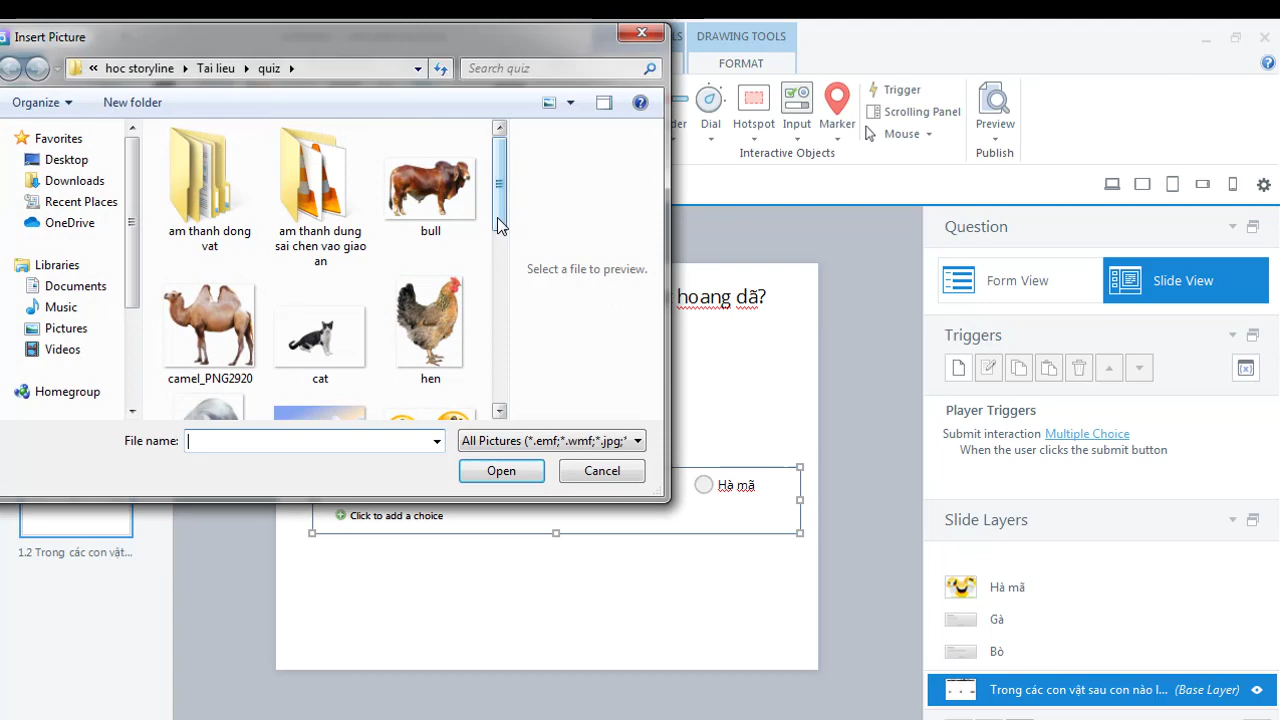 Insert Picture
LS
DRAWING TOOLS
FORMAT
« hoc storyline Tai lieu quiz
Search quiz
Organize
New folder
Favorites
Desktop
Downloads
Recent Places
OneDrive
Libraries
Documents
Music
Pictures
Videos
Homegroup
am thanh dong
vat
am thanh dung
sai chen vao giao
an
bull
camel_PNG2920
cat
hen
Select a file to preview.
File name:
All Pictures (*.emf;*.wmf;*.jpg;*
Open
Cancel
Dial
Hotspot
Input
Marker
Trigger
Scrolling Panel
Mouse
Preview
Interactive Objects
Publish
hoang dã?
Hà mã
Click to add a choice
1.2 Trong các con vật...
Question
Form View
Slide View
Triggers
Player Triggers
Submit interaction Multiple Choice
When the user clicks the submit button
Slide Layers
Hà mã
Gà
Bò
Trong các con vật sau con nào l... (Base Layer)